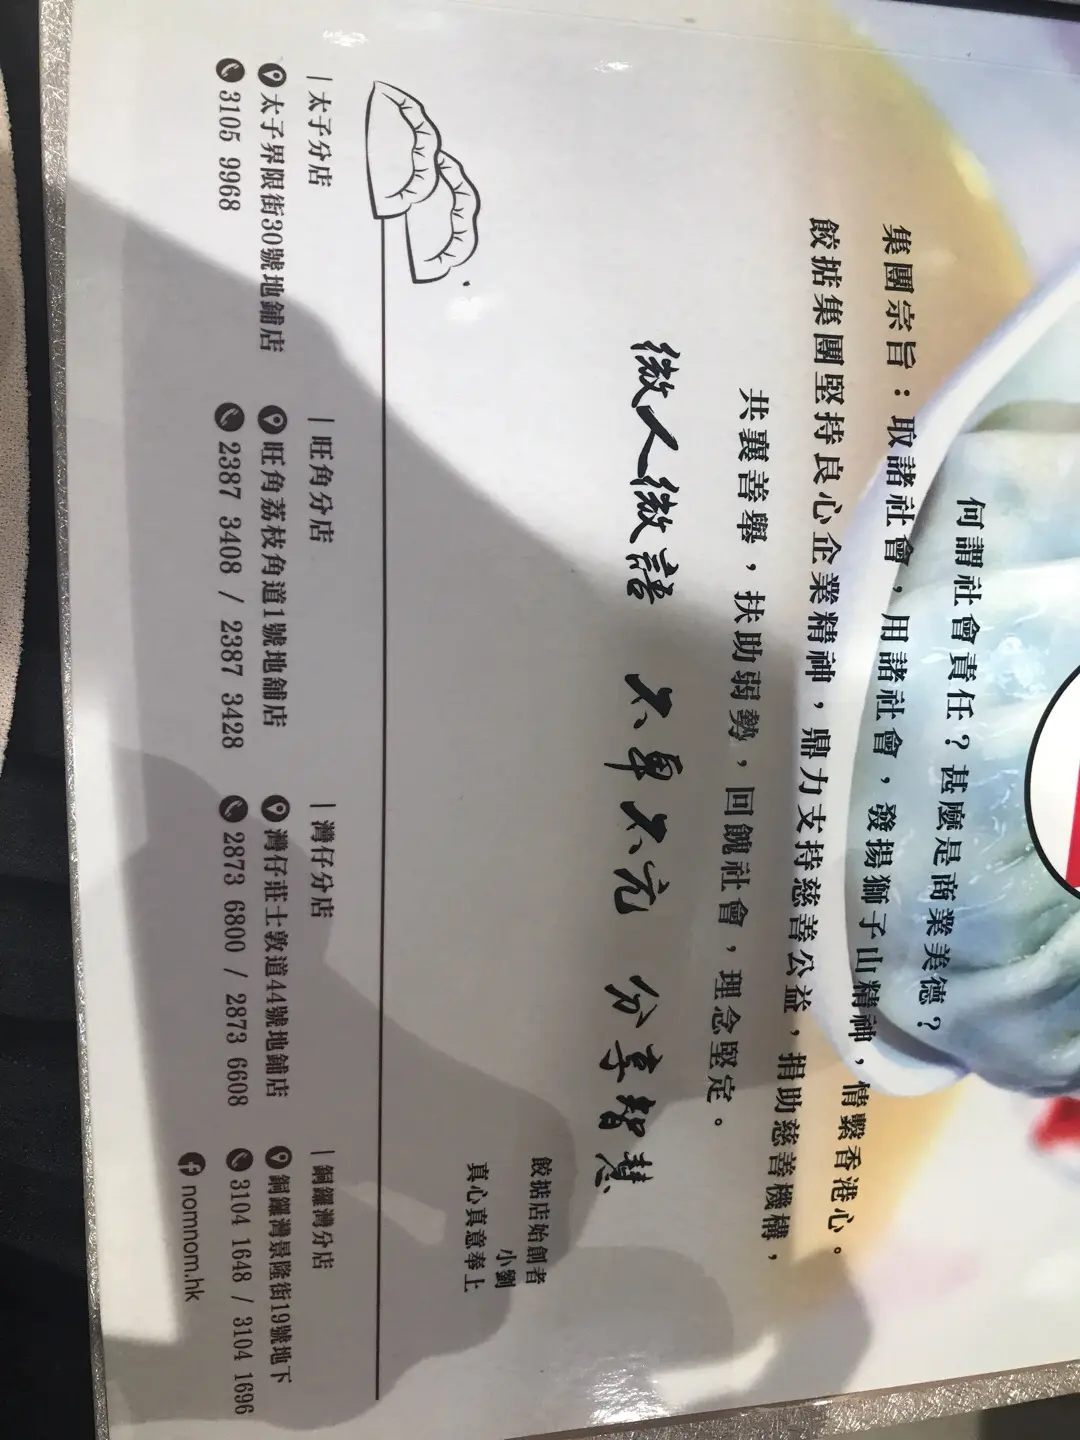 何謂社會責任？甚麼是商業美德？
集團宗旨：取諸社會，用諸社會，發揚獅子山精神，情繫香港心。
餃掂集團堅持良心企業精神，鼎力支持慈善公益，捐助慈善機構，
共襄善舉，扶助弱勢，回饋社會，理念堅定。
微人微語 不卑不亢 分享智慧
餃掂店始創者
小劉
真心真意奉上
| 太子分店
太子界限街30號地鋪店
3105 9968
| 旺角分店
旺角荔枝角道1號地舖店
2387 3408 / 2387 3428
| 灣仔分店
灣仔莊士敦道44號地鋪店
2873 6800 / 2873 6608
| 銅鑼灣分店
銅鑼灣景隆街19號地下
3104 1648 / 3104 1696
nomnom.hk